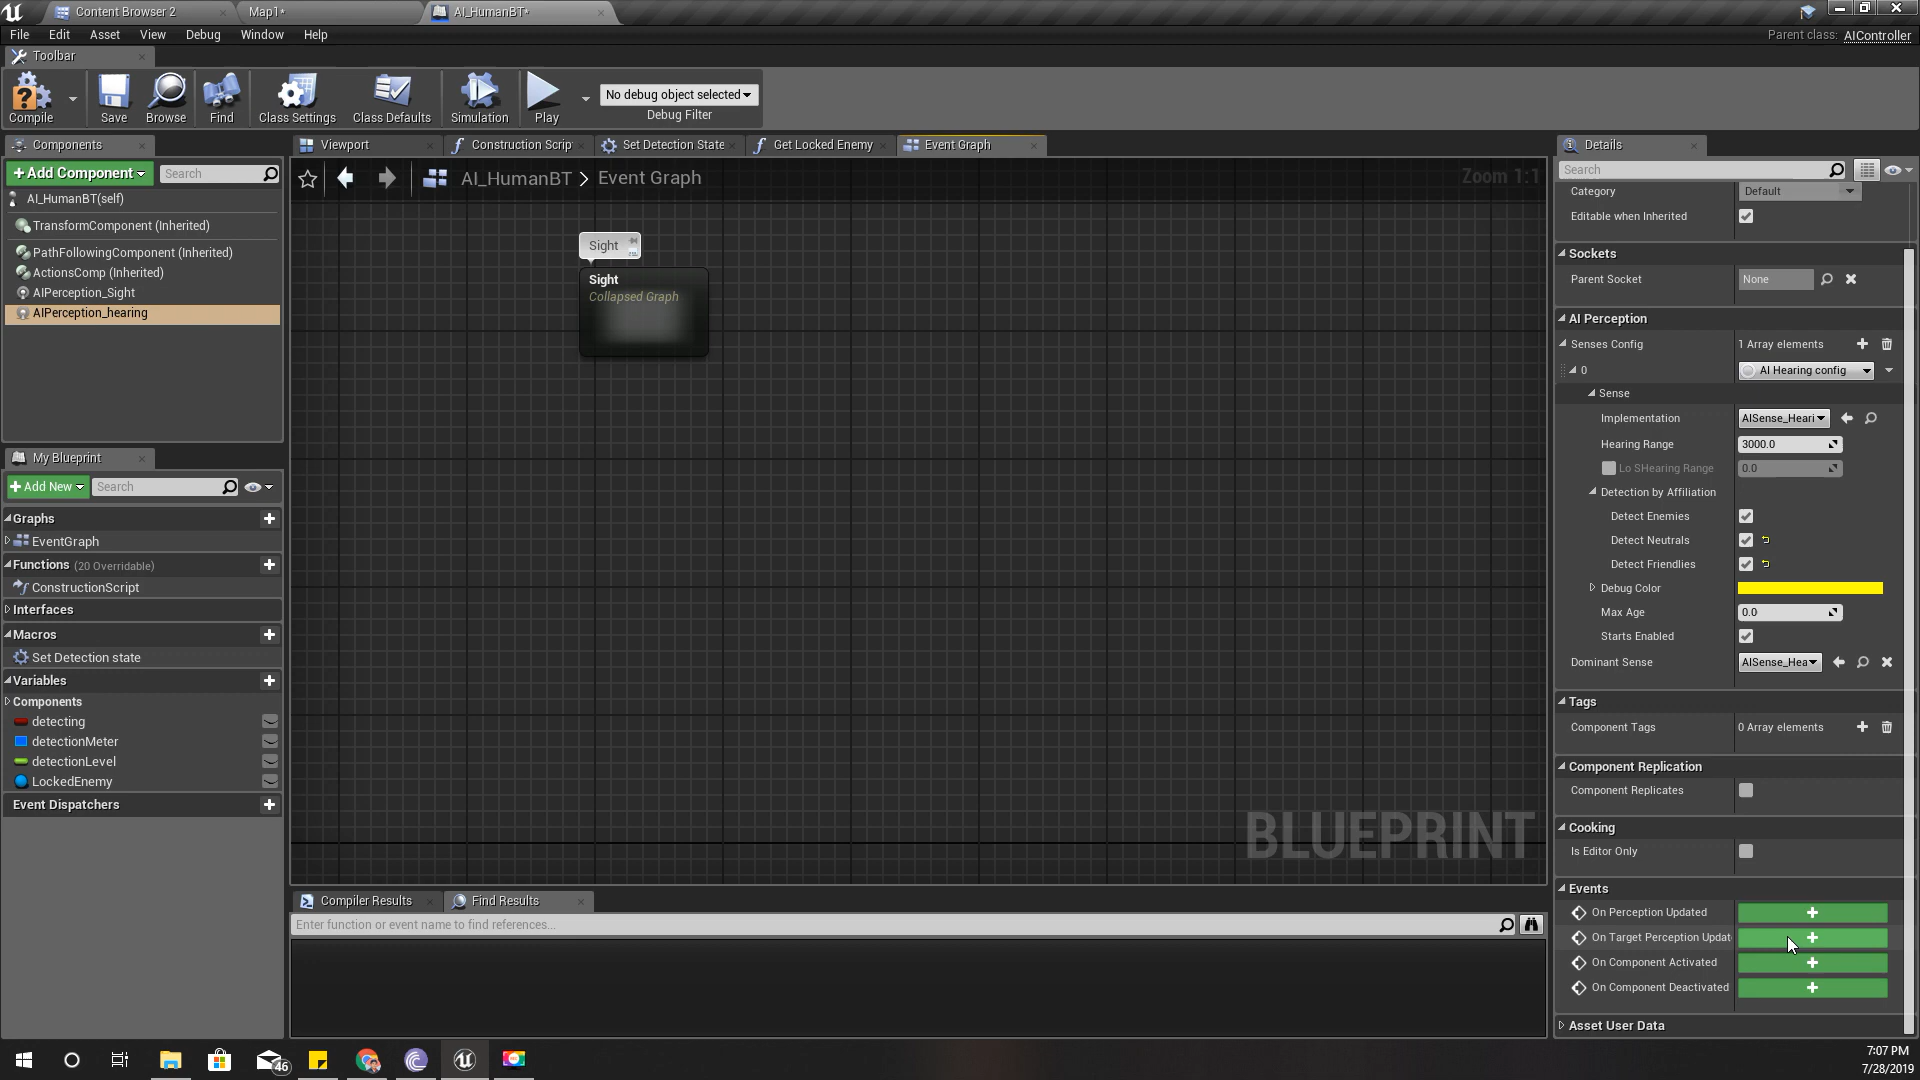 Content Browser 2
Map1*
AI_HumanBT*
File
Edit
Asset
View
Debug
Window
Help
Parent class: AIController
Toolbar
Compile
Save
Browse
Find
Class Settings
Class Defaults
Simulation
Play
No debug object selected
Debug Filter
Components
Add Component
Search
AI_HumanBT(self)
TransformComponent (Inherited)
PathFollowingComponent (Inherited)
ActionsComp (Inherited)
AIPerception_Sight
AIPerception_hearing
My Blueprint
Add New
Search
Graphs
EventGraph
Functions (20 Overridable)
ConstructionScript
Interfaces
Macros
Set Detection state
Variables
Components
detecting
detectionMeter
detectionLevel
LockedEnemy
Event Dispatchers
Viewport
Construction Scrip
Set Detection State
Get Locked Enemy
Event Graph
AI_HumanBT > Event Graph
Zoom 1:1
Sight
Sight
Collapsed Graph
BLUEPRINT
Compiler Results
Find Results
Enter function or event name to find references...
Details
Search
Category
Default
Editable when Inherited
Sockets
Parent Socket
None
AI Perception
Senses Config
1 Array elements
0
AI Hearing config
Sense
Implementation
AISense_Heari
Hearing Range
3000.0
Lo SHearing Range
0.0
Detection by Affiliation
Detect Enemies
Detect Neutrals
Detect Friendlies
Debug Color
Max Age
0.0
Starts Enabled
Dominant Sense
AISense_Hea
Tags
Component Tags
0 Array elements
Component Replication
Component Replicates
Cooking
Is Editor Only
Events
On Perception Updated
On Target Perception Updat
On Component Activated
On Component Deactivated
Asset User Data
46
7:07 PM
7/28/2019